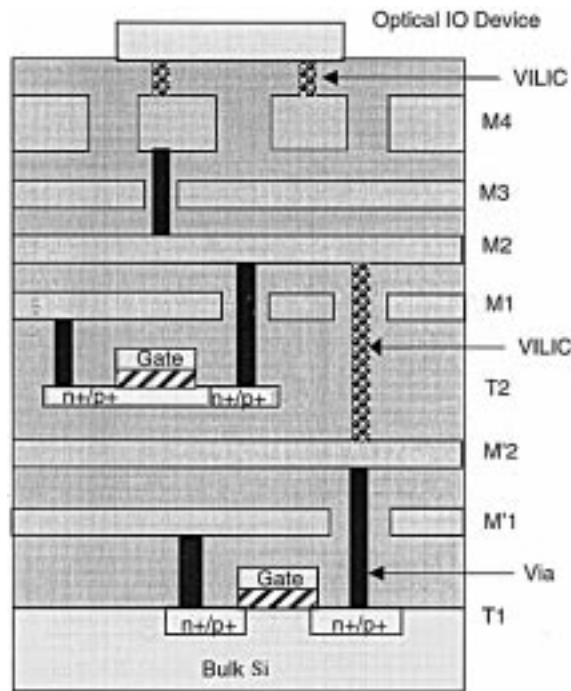 Optical IO Device
VILIC
M4
M3
M2
M1
Gate
VILIC
n+/p+ n+/p+
T2
M'2
M'1
Gate
Via
T1
n+/p+ n+/p+
Bulk Si